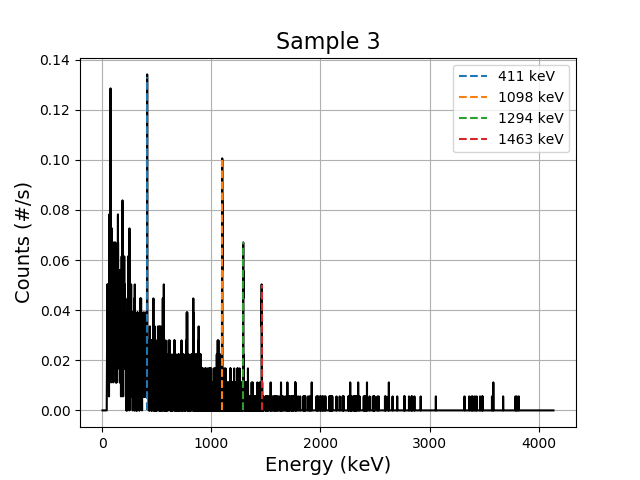 Sample 3
0.14
0.12
0.10
0.08
0.06
0.04
0.02
0.00
Counts (#/s)
411 keV
1098 keV
1294 keV
1463 keV
0 1000 2000 3000 4000
Energy (keV)